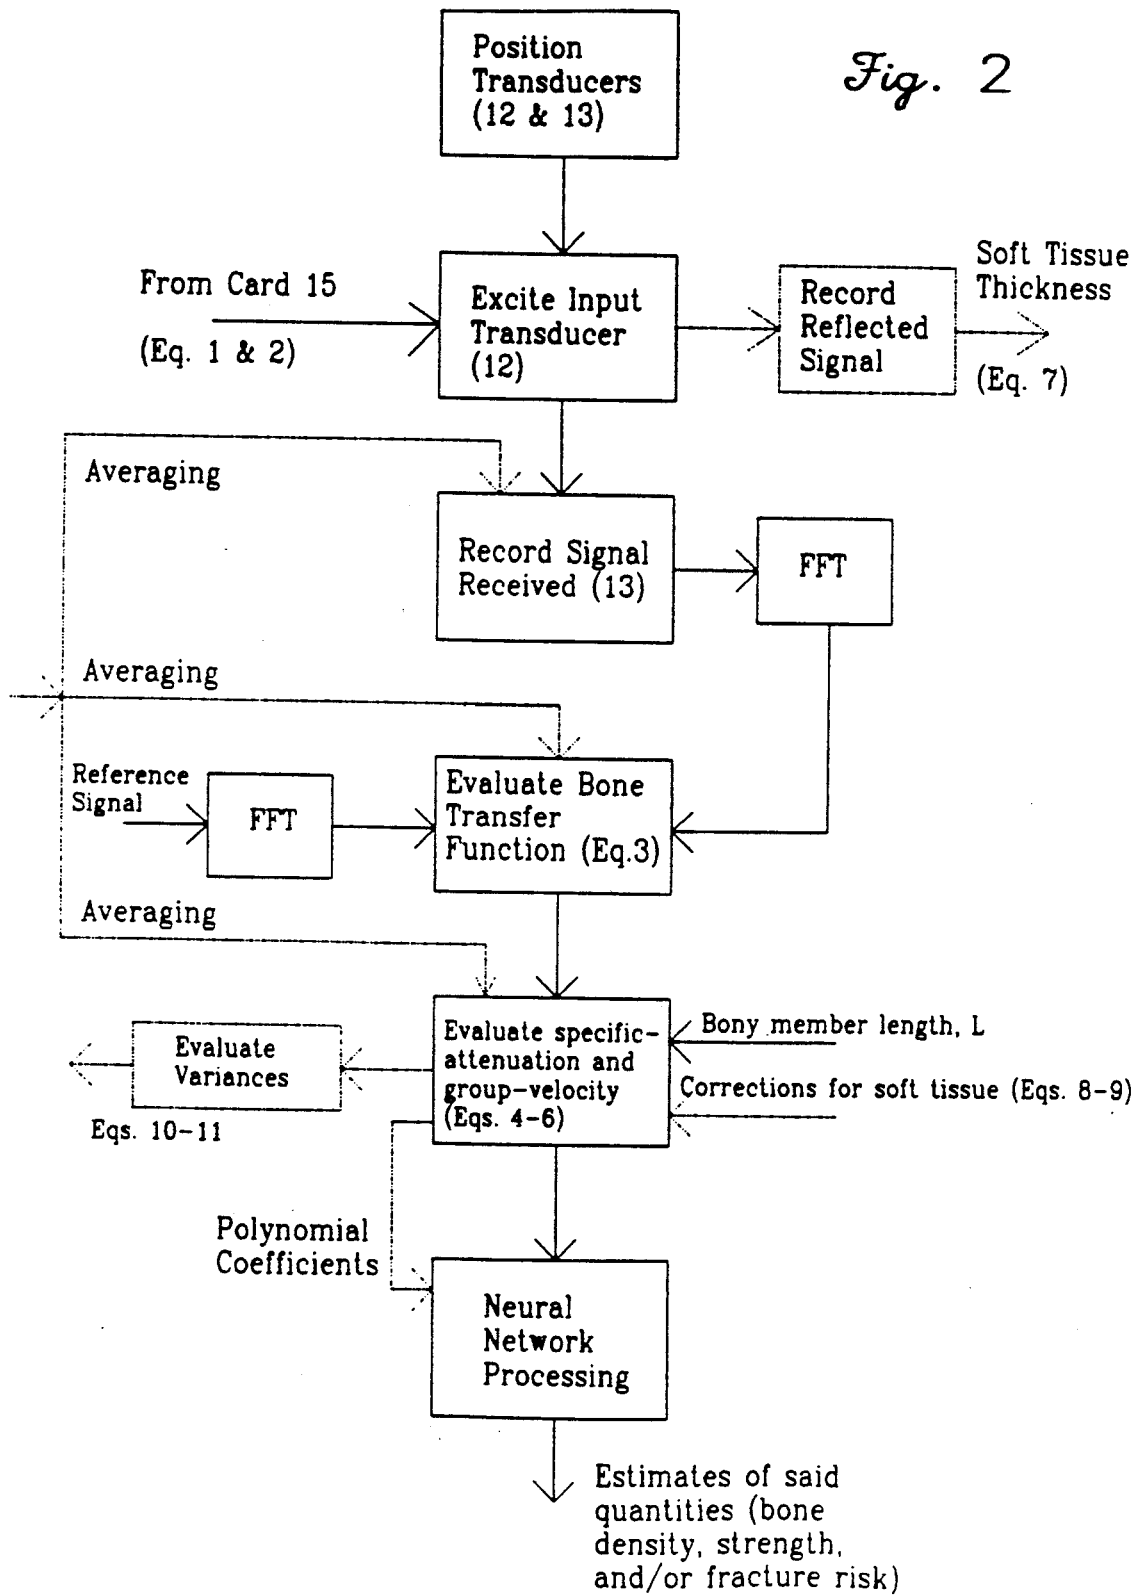 Position
Transducers
(12 & 13)
Fig. 2
From Card 15
(Eq. 1 & 2)
Excite Input
Transducer
(12)
Record
Reflected
Signal
Soft Tissue
Thickness
(Eq. 7)
Averaging
Record Signal
Received (13)
FFT
Averaging
Reference
Signal
FFT
Evaluate Bone
Transfer
Function (Eq.3)
Averaging
Evaluate
Variances
Eqs. 10-11
Evaluate specific-
attenuation and
group-velocity
(Eqs. 4-6)
Bony member length, L
Corrections for soft tissue (Eqs. 8-9)
Polynomial
Coefficients
Neural
Network
Processing
Estimates of said
quantities (bone
density, strength,
and/or fracture risk)